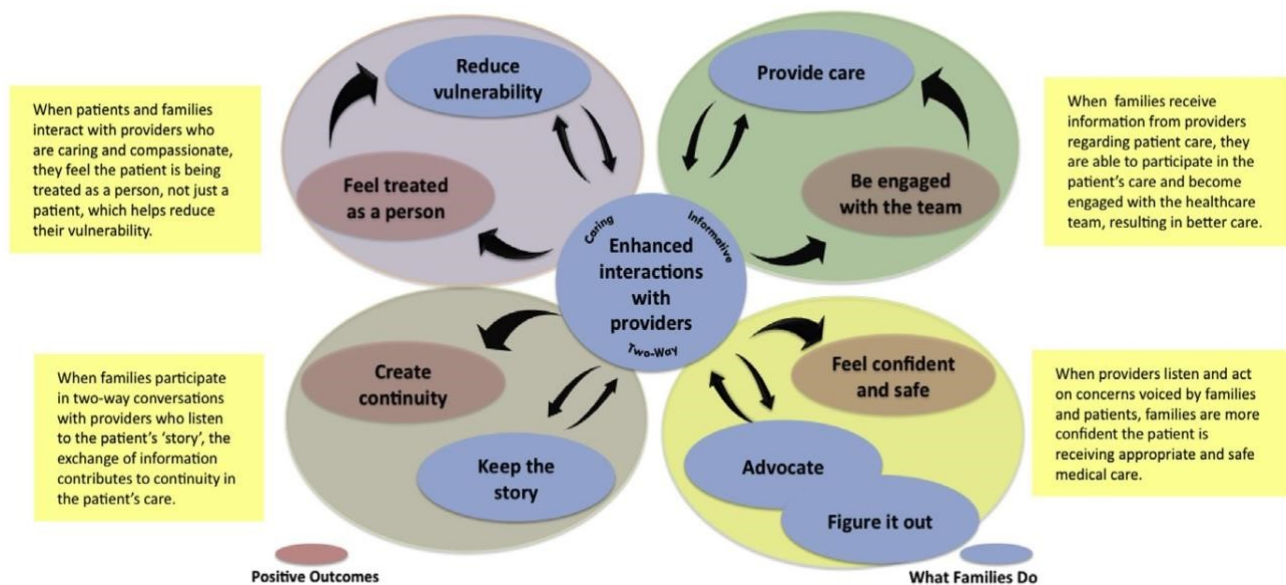 When patients and families
interact with providers who
are caring and compassionate,
they feel the patient is being
treated as a person, not just a
patient, which helps reduce
their vulnerability.
Reduce
vulnerability
Feel treated
as a person
Provide care
Be engaged
with the team
When families receive
information from providers
regarding patient care, they
are able to participate in the
patient's care and become
engaged with the healthcare
team, resulting in better care.
Caring
Informative
Enhanced
interactions
with
providers
Two-Way
When families participate
in two-way conversations
with providers who listen
to the patient's ‘story’, the
exchange of information
contributes to continuity in
the patient's care.
Create
continuity
Keep the
story
Feel confident
and safe
Advocate
Figure it out
When providers listen and act
on concerns voiced by families
and patients, families are more
confident the patient is
receiving appropriate and safe
medical care.
Positive Outcomes
What Families Do